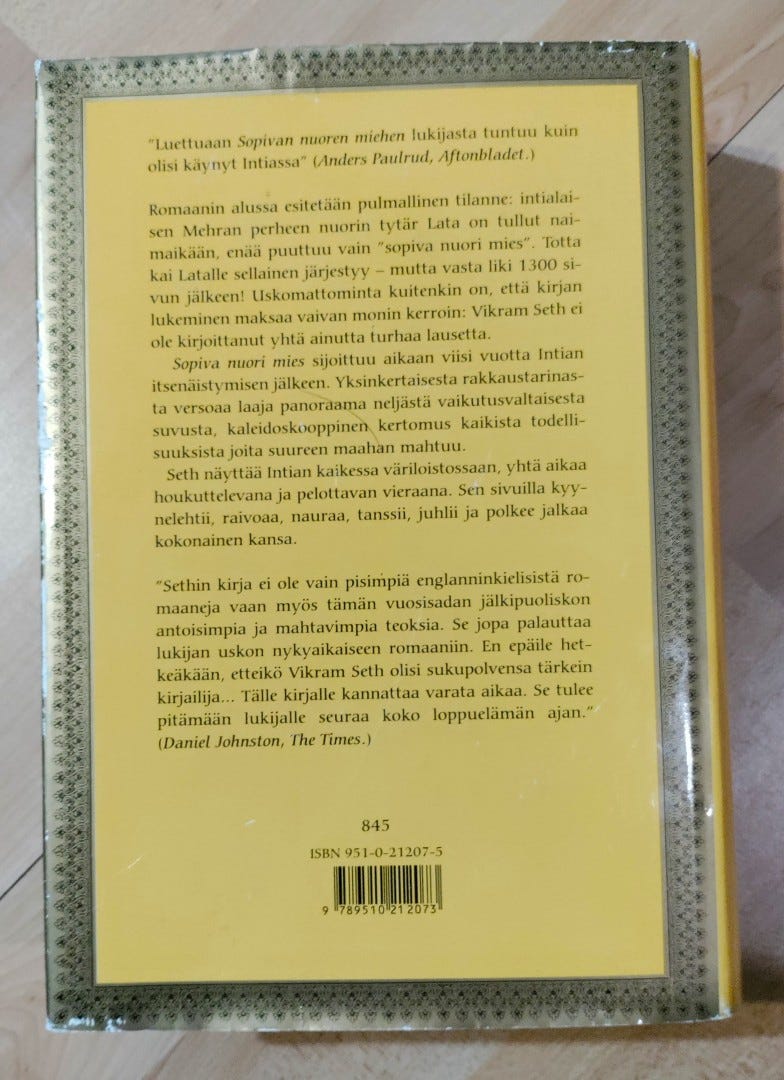 "Luettuaan Sopivan nuoren miehen lukijasta tuntuu kuin
olisi käynyt Intiassa" (Anders Paulrud, Aftonbladet.)
Romaanin alussa esitetään pulmallinen tilanne: intialai-
sen Mehran perheen nuorin tytär Lata on tullut nai-
maikään, enää puuttuu vain "sopiva nuori mies". Totta
kai Latalle sellainen järjestyy – mutta vasta liki 1300 si-
vun jälkeen! Uskomattominta kuitenkin on, että kirjan
lukeminen maksaa vaivan monin kerroin: Vikram Seth ei
ole kirjoittanut yhtä ainutta turhaa lausetta.
Sopiva nuori mies sijoittuu aikaan viisi vuotta Intian
itsenäistymisen jälkeen. Yksinkertaisesta rakkaustarinas-
ta versoaa laaja panoraama neljästä vaikutusvaltaisesta
suvusta, kaleidoskooppinen kertomus kaikista todelli-
suuksista joita suureen maahan mahtuu.
Seth näyttää Intian kaikessa väriloistossaan, yhtä aikaa
houkuttelevana ja pelottavan vieraana. Sen sivuilla kyy-
nelehtii, raivoaa, nauraa, tanssii, juhlii ja polkee jalkaa
kokonainen kansa.
"Sethin kirja ei ole vain pisimpiä englanninkielisistä ro-
maaneja vaan myös tämän vuosisadan jälkipuoliskon
antoisimpia ja mahtavimpia teoksia. Se jopa palauttaa
lukijan uskon nykyaikaiseen romaaniin. En epäile het-
keäkään, etteikö Vikram Seth olisi sukupolvensa tärkein
kirjailija... Tälle kirjalle kannattaa varata aikaa. Se tulee
pitämään lukijalle seuraa koko loppuelämän ajan."
(Daniel Johnston, The Times.)
845
ISBN 951-0-21207-5
9 789510 212073